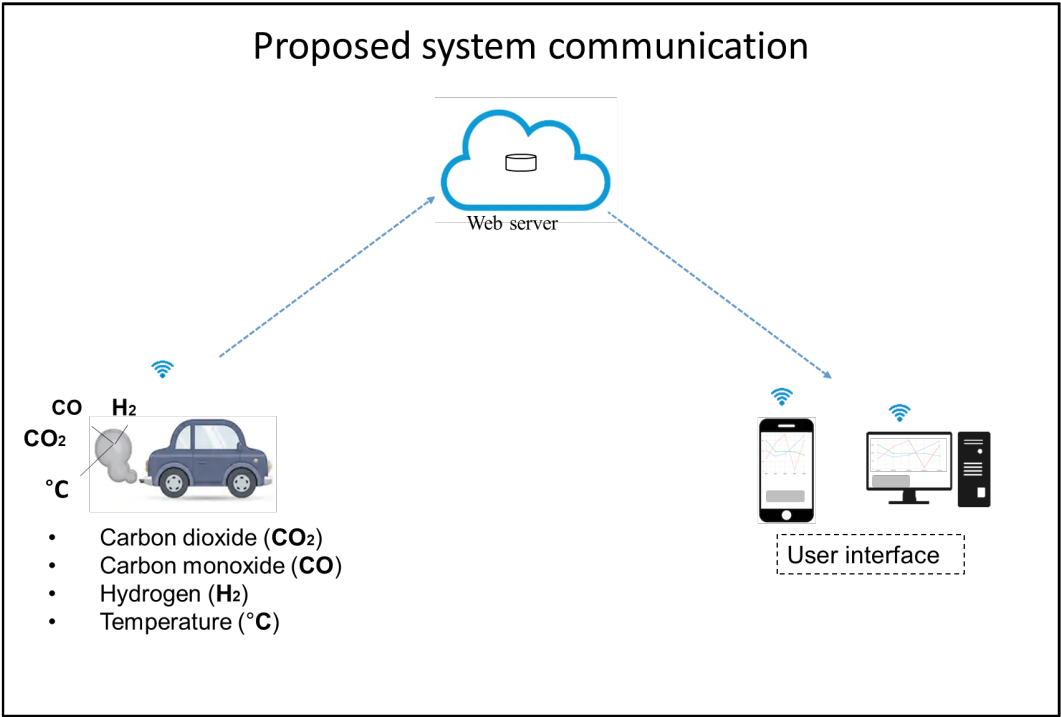 Proposed system communication
Web server
CO H₂
CO₂
°C
• Carbon dioxide (CO₂)
• Carbon monoxide (CO)
• Hydrogen (H₂)
• Temperature (°C)
User interface